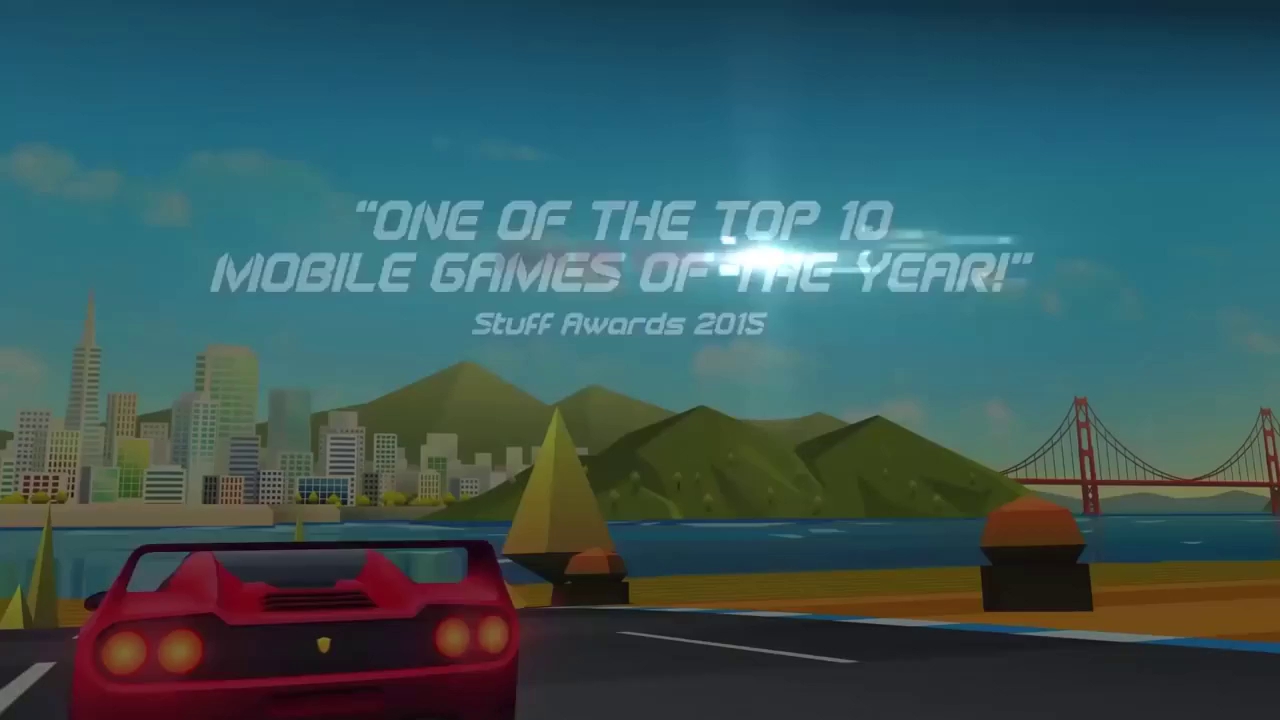 “ONE OF THE TOP 10
MOBILE GAMES OF THE YEAR!”
Stuff Awards 2015